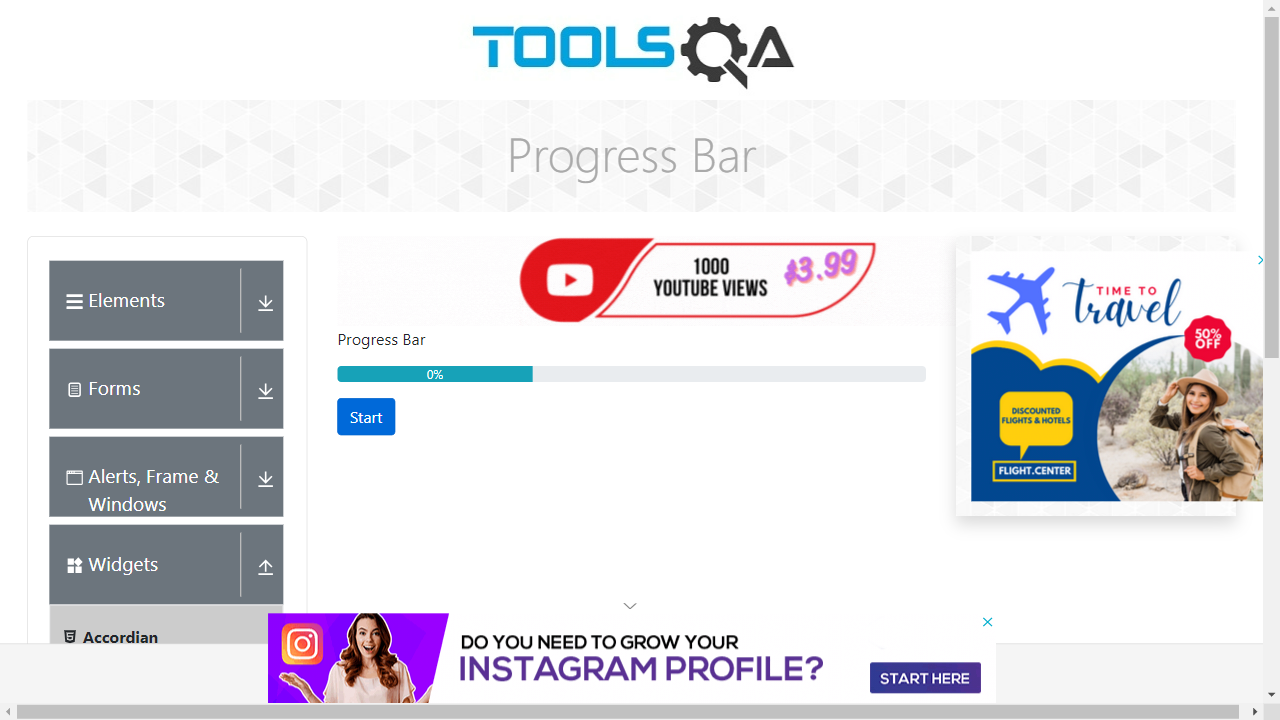 TOOLSQA
Progress Bar
Elements
Forms
Alerts, Frame &
Windows
Widgets
Accordian
1000
YOUTUBE VIEWS
$3.99
Progress Bar
0%
Start
TIME TO
travel
50%
OFF
DISCOUNTED
FLIGHTS & HOTELS
FLIGHT.CENTER
DO YOU NEED TO GROW YOUR
INSTAGRAM PROFILE?
START HERE